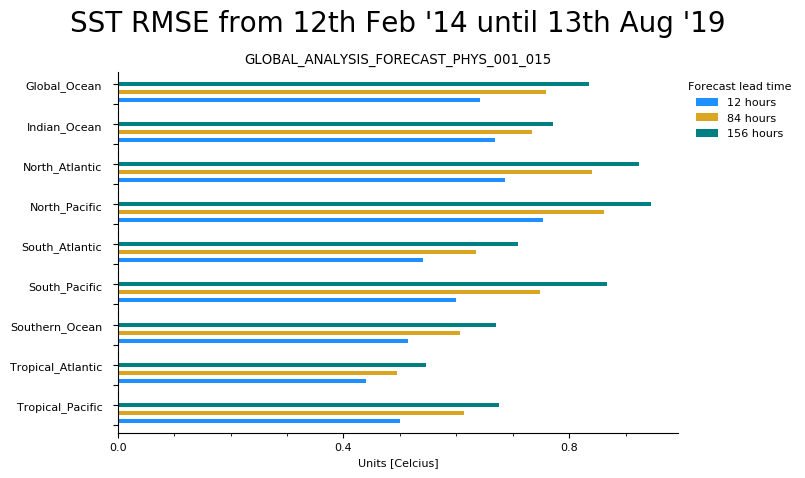 SST RMSE from 12th Feb '14 until 13th Aug '19
GLOBAL_ANALYSIS_FORECAST_PHYS_001_015
Forecast lead time
12 hours
84 hours
156 hours
Global_Ocean
Indian_Ocean
North_Atlantic
North_Pacific
South_Atlantic
South_Pacific
Southern_Ocean
Tropical_Atlantic
Tropical_Pacific
0.0 0.4 0.8
Units [Celcius]